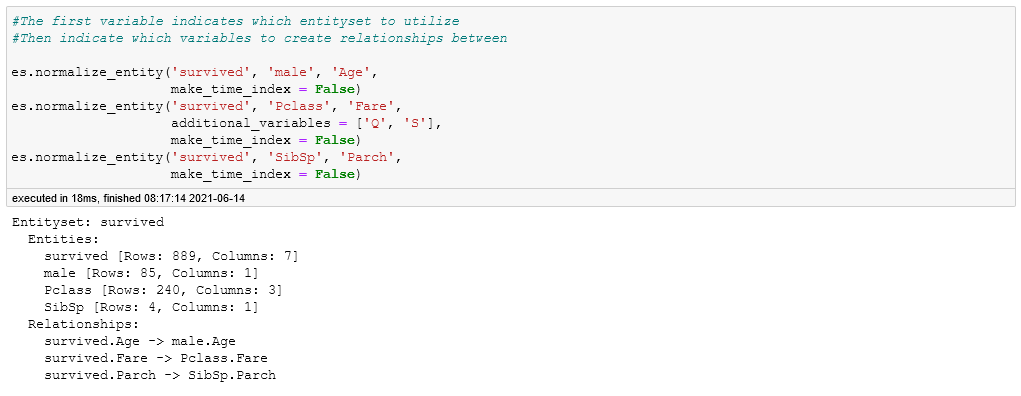 #The first variable indicates which entityset to utilize
#Then indicate which variables to create relationships between
es.normalize_entity('survived', 'male', 'Age',
make_time_index = False)
es.normalize_entity('survived', 'Pclass', 'Fare',
additional_variables = ['Q', 'S'],
make_time_index = False)
es.normalize_entity('survived', 'SibSp', 'Parch',
make_time_index = False)
executed in 18ms, finished 08:17:14 2021-06-14
Entityset: survived
Entities:
survived [Rows: 889, Columns: 7]
male [Rows: 85, Columns: 1]
Pclass [Rows: 240, Columns: 3]
SibSp [Rows: 4, Columns: 1]
Relationships:
survived.Age -> male.Age
survived.Fare -> Pclass.Fare
survived.Parch -> SibSp.Parch